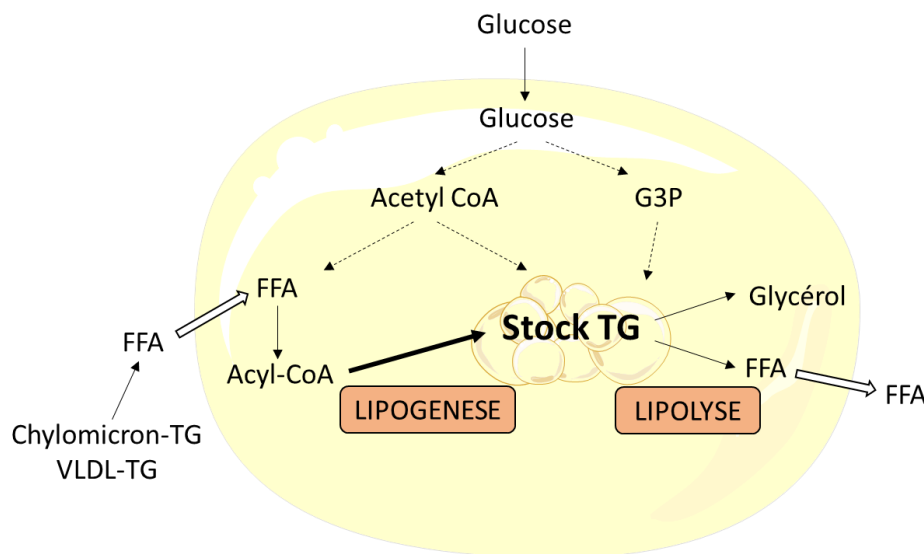 Glucose
Glucose
Acetyl CoA
G3P
FFA
Glycérol
Stock TG
FFA
Acyl-CoA
FFA
FFA
LIPOGENESE
LIPOLYSE
Chylomicron-TG
VLDL-TG